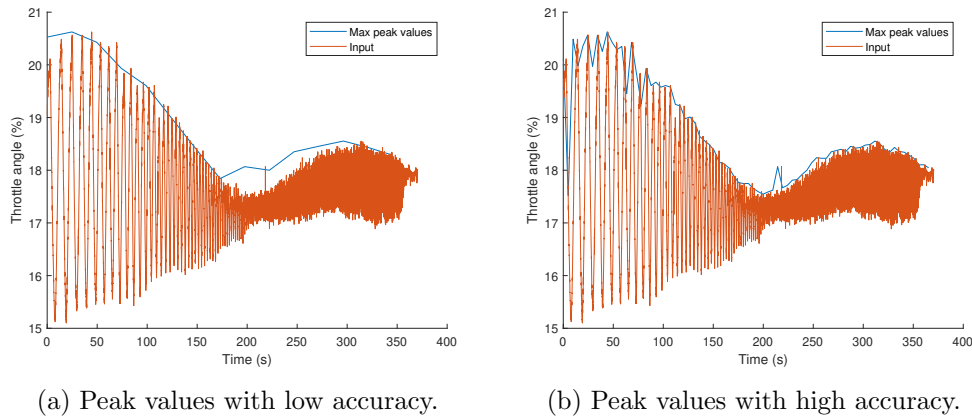 Max peak values
Input
Throttle angle (%)
21
20
19
18
17
16
15
0 50 100 150 200 250 300 350 400
Time (s)
(a) Peak values with low accuracy.
Max peak values
Input
Throttle angle (%)
21
20
19
18
17
16
15
0 50 100 150 200 250 300 350 400
Time (s)
(b) Peak values with high accuracy.